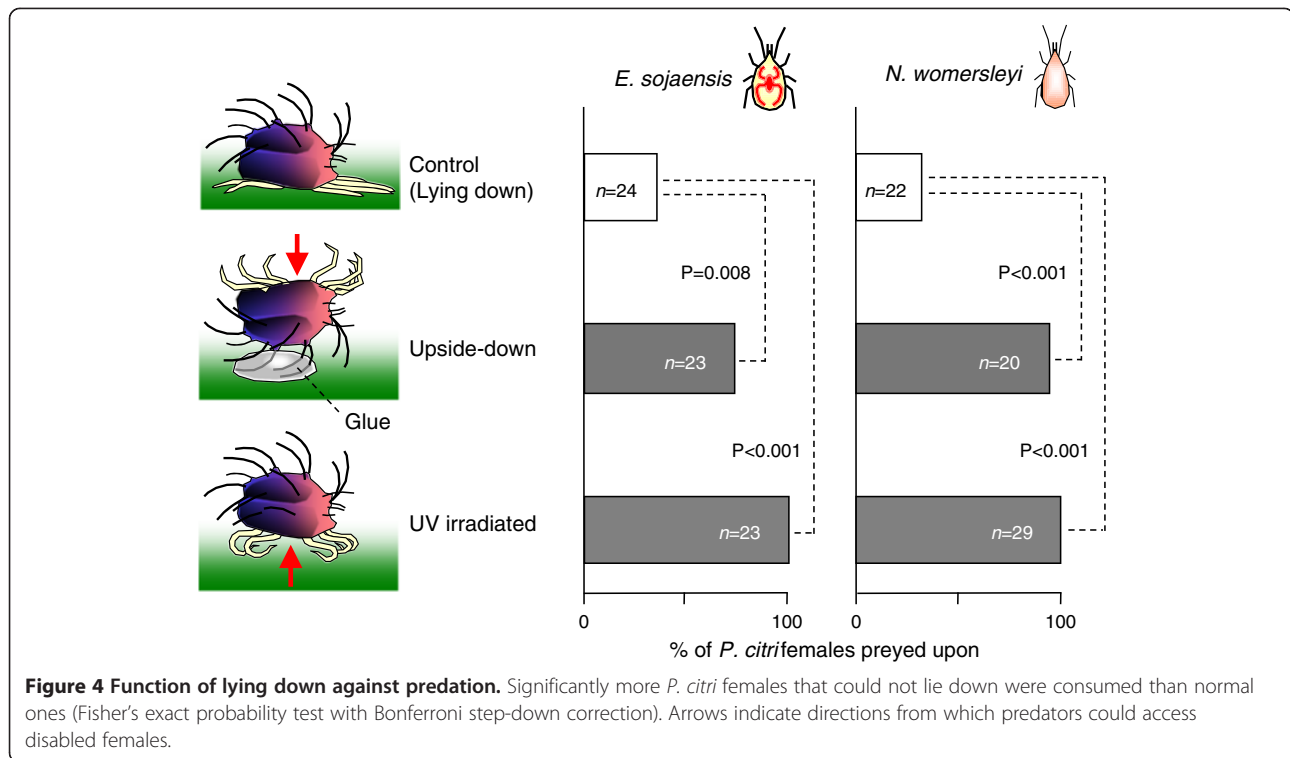 E. sojaensis
N. womersleyi
Control
(Lying down)
n=24
n=22
P=0.008
P<0.001
Upside-down
n=23
n=20
Glue
P<0.001
P<0.001
UV irradiated
n=23
n=29
0
100
0
100
% of P. citri females preyed upon
Figure 4 Function of lying down against predation. Significantly more P. citri females that could not lie down were consumed than normal
ones (Fisher's exact probability test with Bonferroni step-down correction). Arrows indicate directions from which predators could access
disabled females.